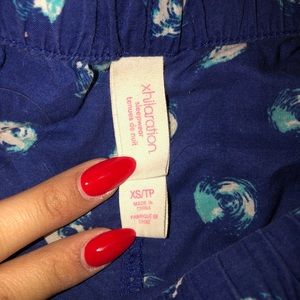 xhilaration
sleepwear
tenues de nuit
XS/TP
MADE IN
CHINA
FABRIQUÉ EN
CHINE